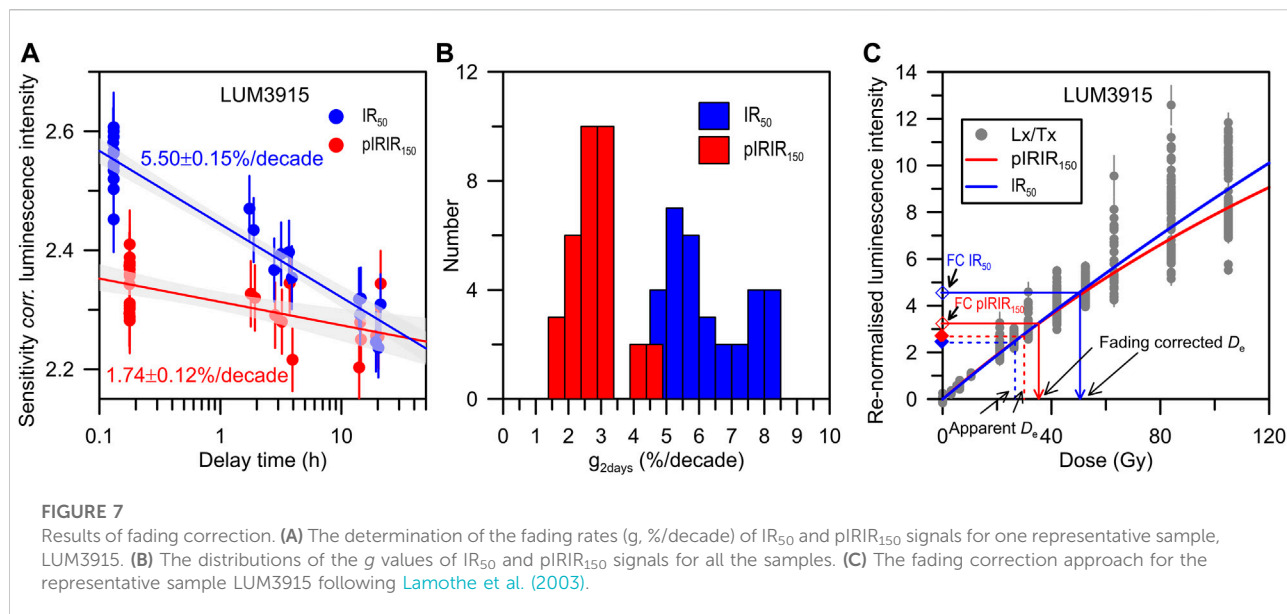 A
LUM3915
IR50
pIRIR150
5.50±0.15%/decade
1.74±0.12%/decade
2.6
2.4
2.2
Sensitivity corr. luminescence intensity
0.1 1 10
Delay time (h)
B
IR50
pIRIR150
12
8
4
0
Number
0 1 2 3 4 5 6 7 8 9 10
g2days (%/decade)
C
LUM3915
Lx/Tx
pIRIR150
IR50
14
12
10
8
6
4
2
0
Re-normalised luminescence intensity
FC IR50
FC pIRIR150
Fading corrected De
Apparent De
0 40 80 120
Dose (Gy)
FIGURE 7
Results of fading correction. (A) The determination of the fading rates (g, %/decade) of IR50 and pIRIR150 signals for one representative sample,
LUM3915. (B) The distributions of the g values of IR50 and pIRIR150 signals for all the samples. (C) The fading correction approach for the
representative sample LUM3915 following Lamothe et al. (2003).